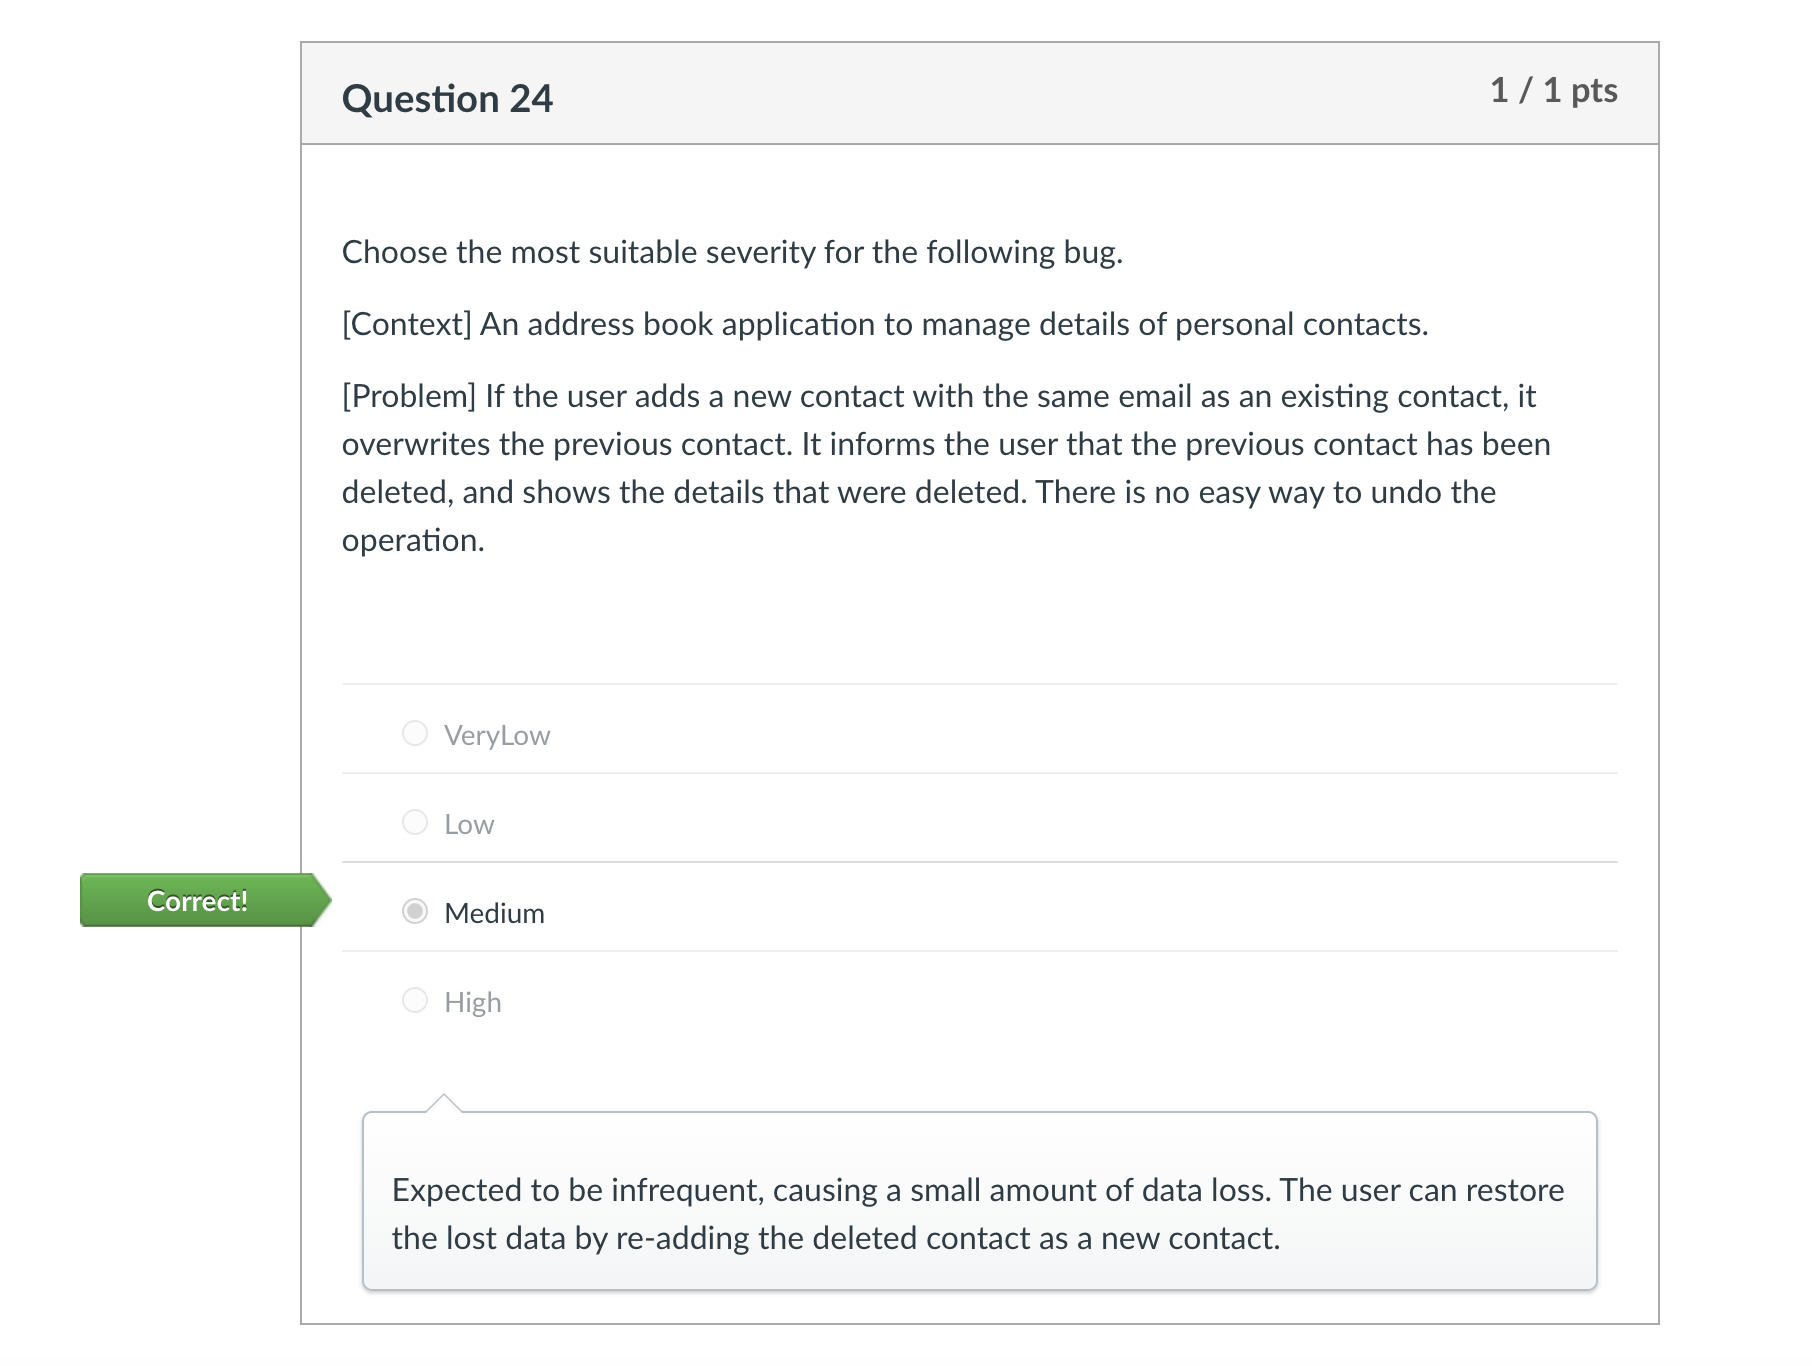 Question 24
1 / 1 pts
Choose the most suitable severity for the following bug.
[Context] An address book application to manage details of personal contacts.
[Problem] If the user adds a new contact with the same email as an existing contact, it
overwrites the previous contact. It informs the user that the previous contact has been
deleted, and shows the details that were deleted. There is no easy way to undo the
operation.
VeryLow
Low
Correct!
Medium
High
Expected to be infrequent, causing a small amount of data loss. The user can restore
the lost data by re-adding the deleted contact as a new contact.